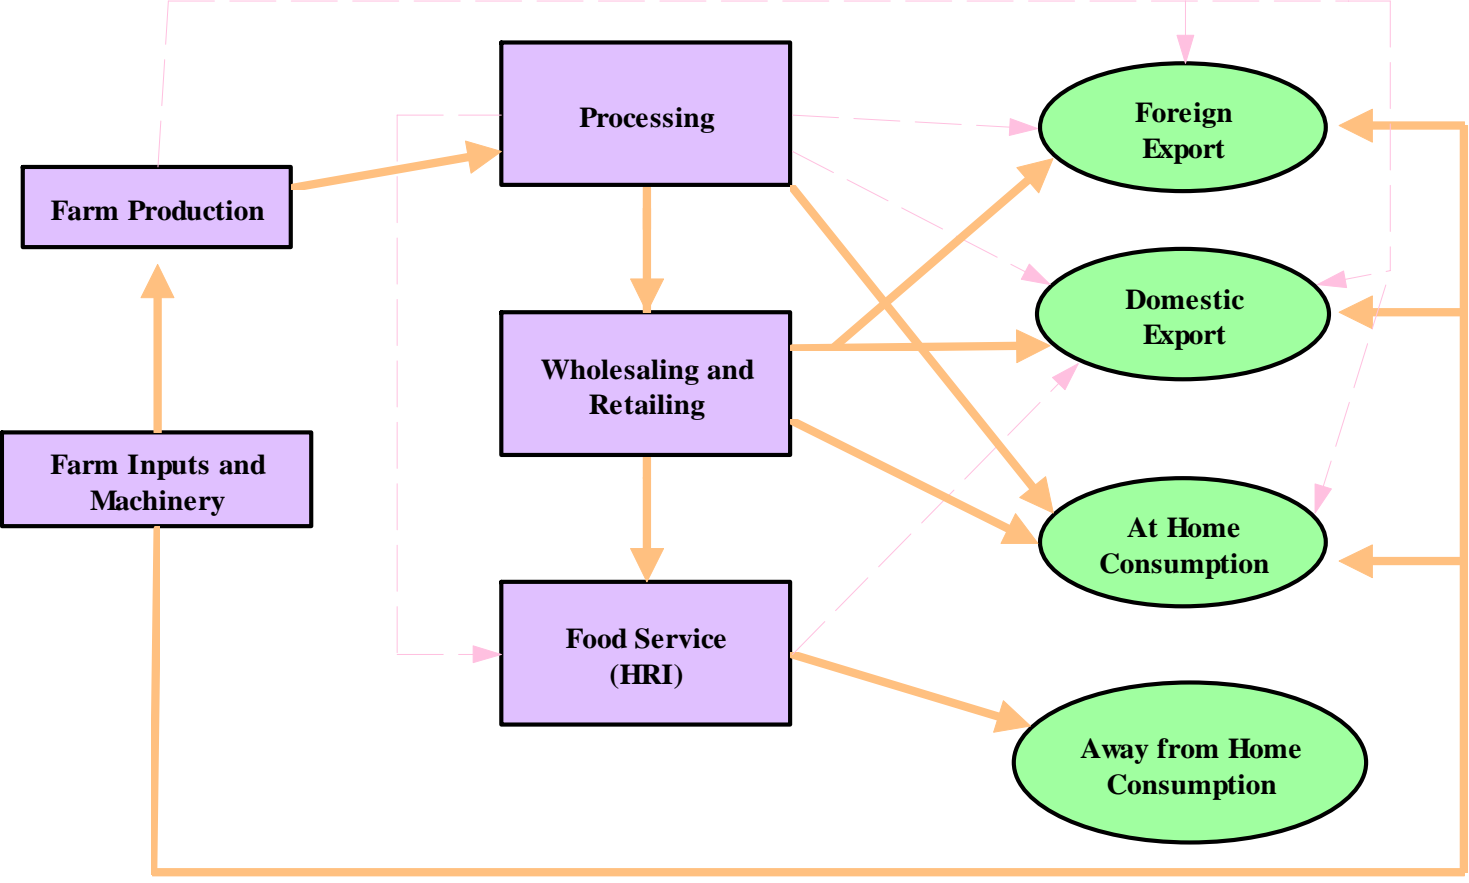 Processing
Foreign
Export
Farm Production
Domestic
Export
Wholesaling and
Retailing
Farm Inputs and
Machinery
At Home
Consumption
Food Service
(HRI)
Away from Home
Consumption